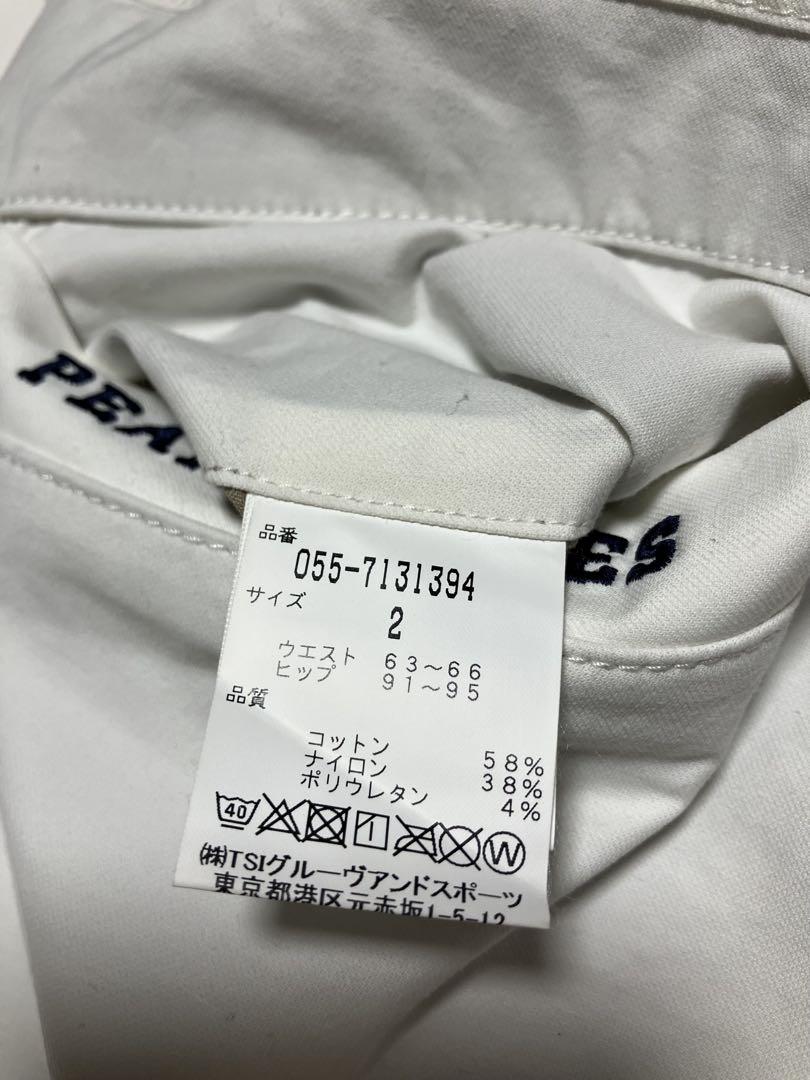 PEA
ES
品番
055-7131394
サイズ
2
ウエスト 63～66
ヒップ 91～95
品質
コットン 58%
ナイロン 38%
ポリウレタン 4%
40
W
㈱TSIグルーヴアンドスポーツ
東京都港区元赤坂1-5-12